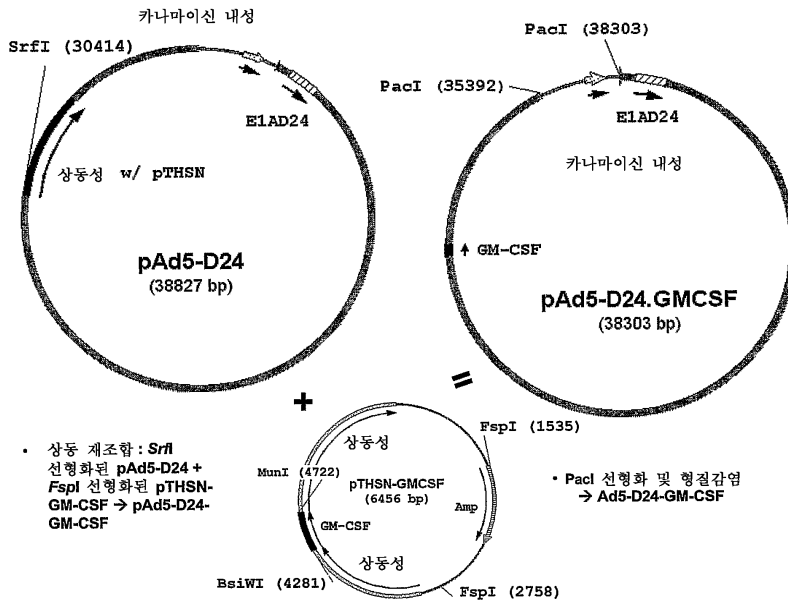 카나마이신 내성
SrfI (30414)
E1AD24
상동성 w/ pTHSN
pAd5-D24
(38827 bp)
PacI (38303)
PacI (35392)
E1AD24
카나마이신 내성
GM-CSF
pAd5-D24.GMCSF
(38303 bp)
+
=
• 상동 재조합 : SrfI
선형화된 pAd5-D24 +
FspI 선형화된 pTHSN-
GM-CSF → pAd5-D24-
GM-CSF
상동성
FspI (1535)
MunI (4722)
pTHSN-GMCSF
(6456 bp)
Amp
GM-CSF
상동성
BsiWI (4281)
FspI (2758)
• PacI 선형화 및 형질감염
→ Ad5-D24-GM-CSF